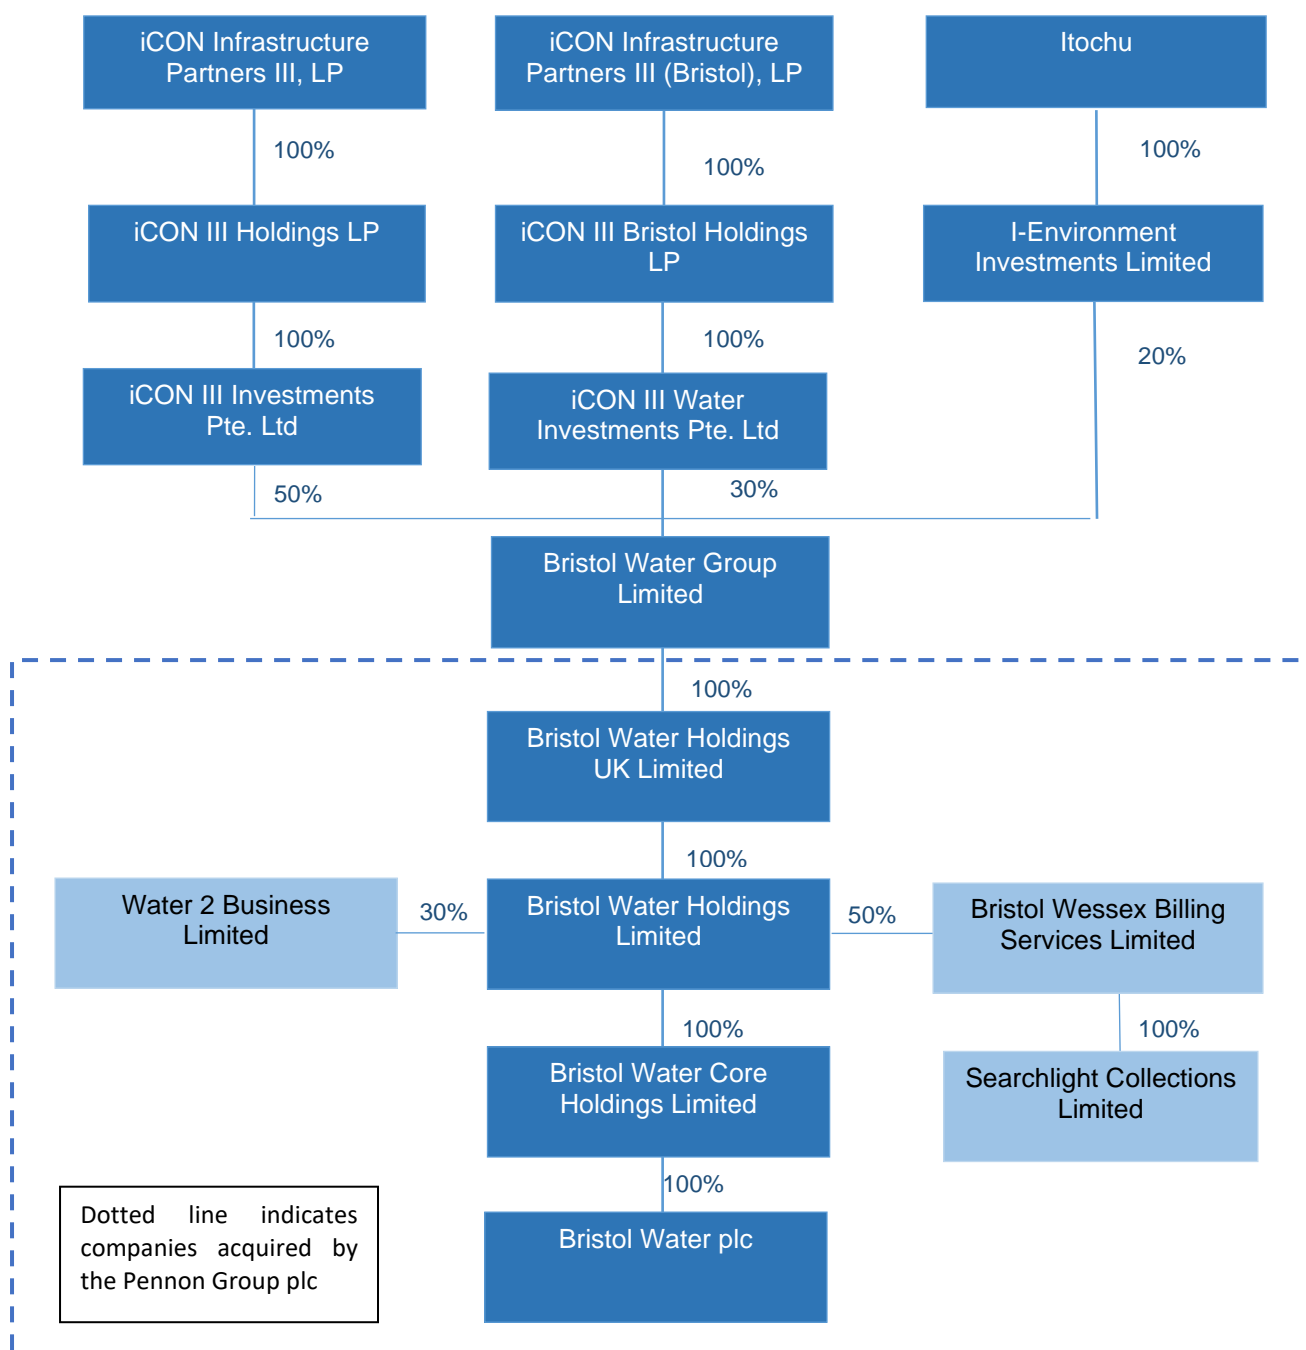 iCON Infrastructure
Partners III, LP
iCON Infrastructure
Partners III (Bristol), LP
Itochu
100%
100%
100%
iCON III Holdings LP
iCON III Bristol Holdings
LP
I-Environment
Investments Limited
100%
100%
20%
iCON III Investments
Pte. Ltd
iCON III Water
Investments Pte. Ltd
50%
30%
Bristol Water Group
Limited
100%
Bristol Water Holdings
UK Limited
100%
Water 2 Business
Limited
30%
Bristol Water Holdings
Limited
50%
Bristol Wessex Billing
Services Limited
100%
100%
Bristol Water Core
Holdings Limited
Searchlight Collections
Limited
100%
Dotted line indicates
companies acquired by
the Pennon Group plc
Bristol Water plc